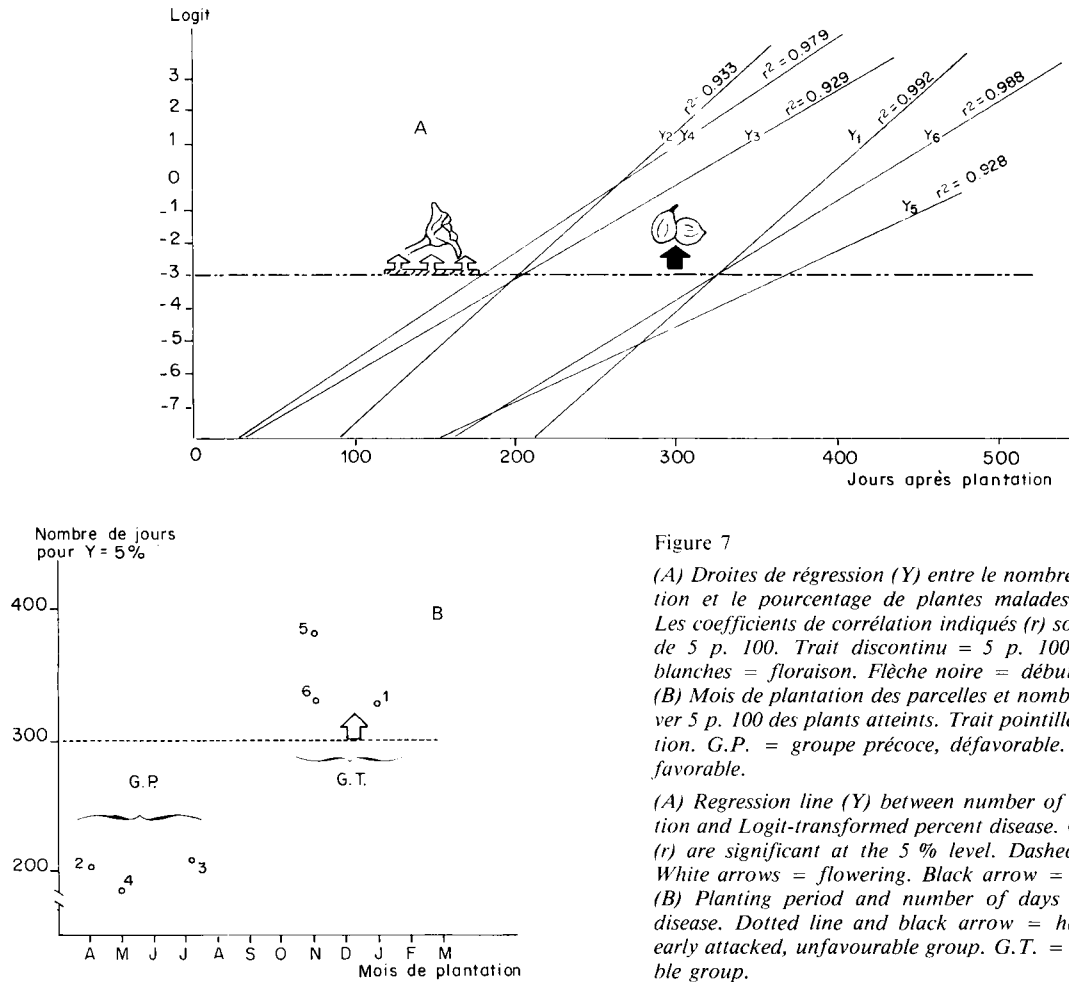 Logit
3
2
1
0
-1
-2
-3
-4
-5
-6
-7
A
r²= 0.933
r² = 0.979
r²= 0.929
r²= 0.992
r²= 0.988
r² = 0.928
Y2 Y4
Y3
Y1
Y6
Y5
0 100 200 300 400 500
Jours après plantation
Nombre de jours
pour Y = 5%
400
300
200
B
5
6
1
G.P.
G.T.
2
4
3
A M J J A S O N D J F M
Mois de plantation
Figure 7
(A) Droites de régression (Y) entre le nombre
tion et le pourcentage de plantes malades
Les coefficients de corrélation indiqués (r) so
de 5 p. 100. Trait discontinu = 5 p. 100
blanches = floraison. Flèche noire = débu
(B) Mois de plantation des parcelles et nomb
ver 5 p. 100 des plants atteints. Trait pointille
tion. G.P. = groupe précoce, défavorable.
favorable.
(A) Regression line (Y) between number of
tion and Logit-transformed percent disease.
(r) are significant at the 5 % level. Dashed
White arrows = flowering. Black arrow =
(B) Planting period and number of days
disease. Dotted line and black arrow = h
early attacked, unfavourable group. G.T. =
ble group.